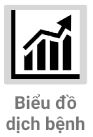 Biểu đồ
dịch bệnh